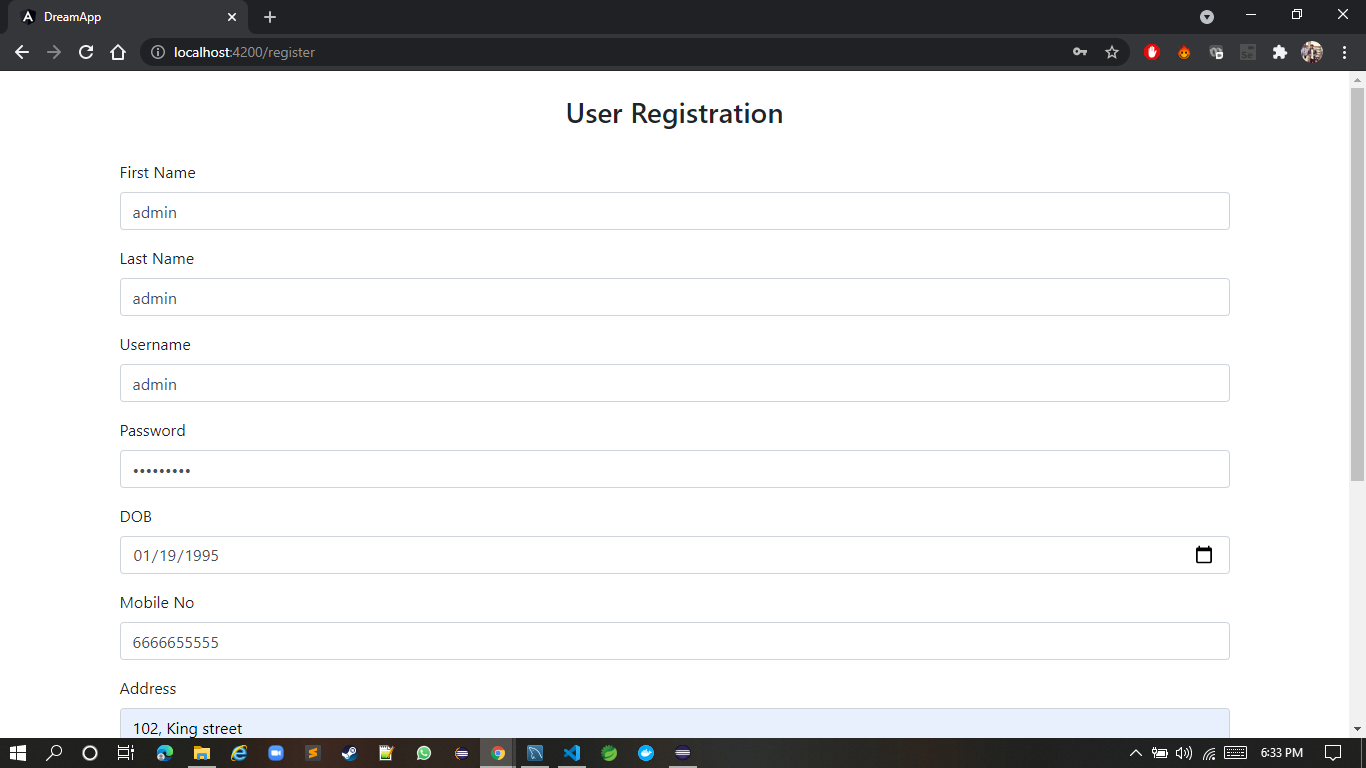 DreamApp
localhost:4200/register
User Registration
First Name
admin
Last Name
admin
Username
admin
Password
•••••••••
DOB
01/19/1995
Mobile No
6666655555
Address
102, King street
6:33 PM